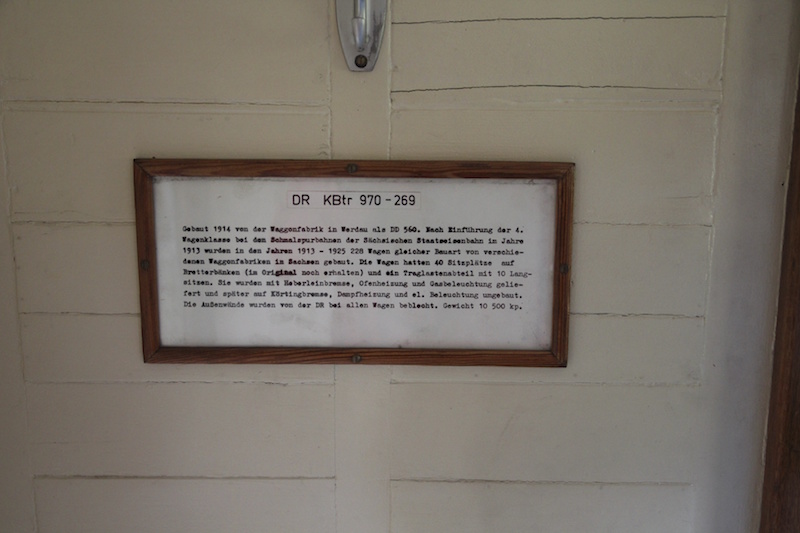 DR KBtr 970-269
Gebaut 1914 von der Waggonfabrik in Werdau als DD 560. Nach Einführung der 4.
Wagenklasse bei den Schmalspurbahnen der Sächsischen Staatseisenbahn im Jahre
1913 wurden in den Jahren 1913 - 1925 228 Wagen gleicher Bauart von verschie-
denen Waggonfabriken in Sachsen gebaut. Die Wagen hatten 40 Sitzplätze auf
Bretterbänken (im Original noch erhalten) und ein Traglastenabteil mit 10 Lang-
sitzen. Sie wurden mit Heberleinbremse, Ofenheizung und Gasbeleuchtung gelie-
fert und später auf Körtingbremse, Dampfheizung und el. Beleuchtung umgebaut.
Die Außenwände wurden von der DR bei allen Wagen beblecht. Gewicht 10 500 kp.